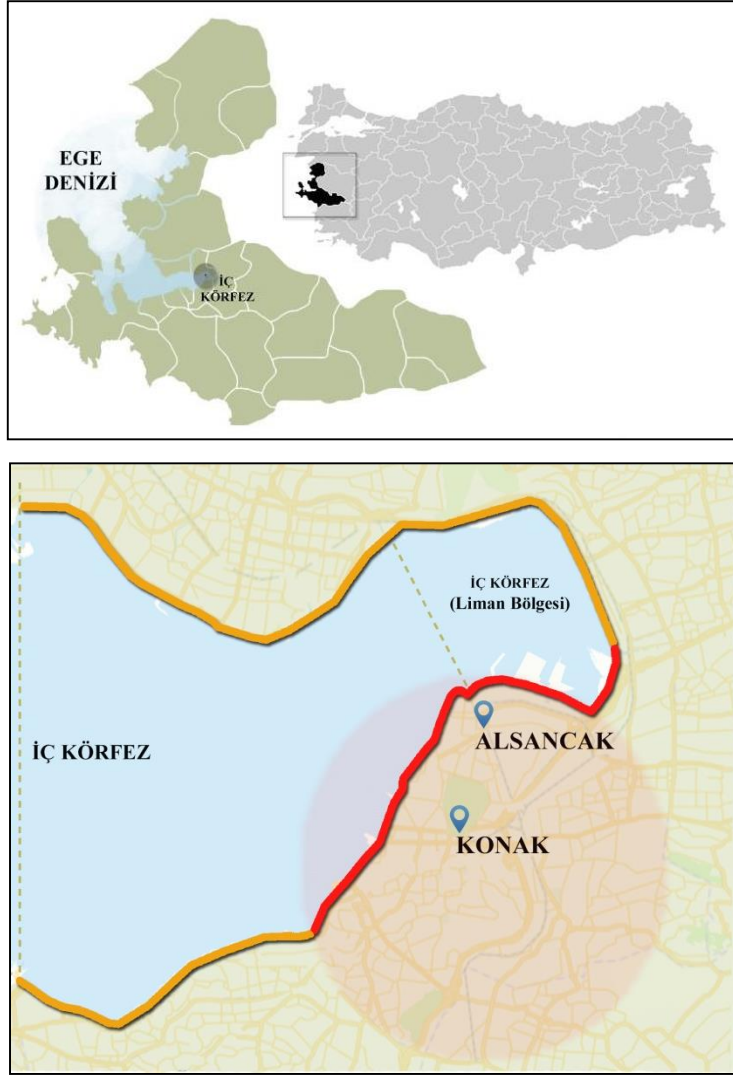 EGE
DENİZİ
İÇ
KÖRFEZ
İÇ KÖRFEZ
(Liman Bölgesi)
ALSANCAK
İÇ KÖRFEZ
KONAK